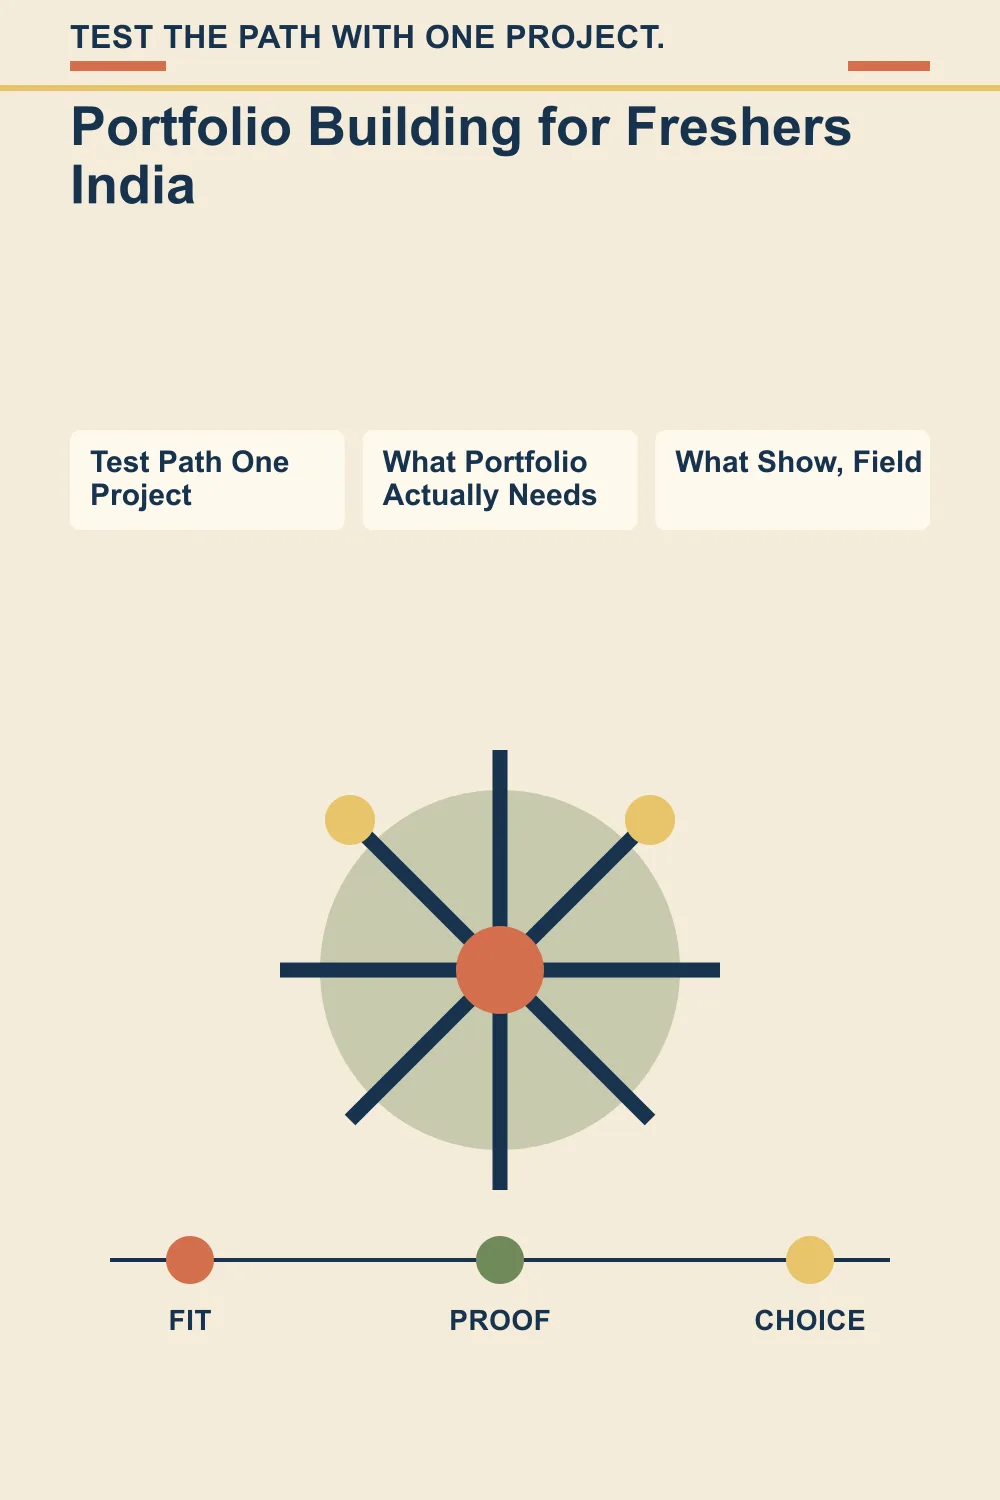 TEST THE PATH WITH ONE PROJECT.
Portfolio Building for Freshers
India
Test Path One
Project
What Portfolio
Actually Needs
What Show, Field
FIT
PROOF
CHOICE